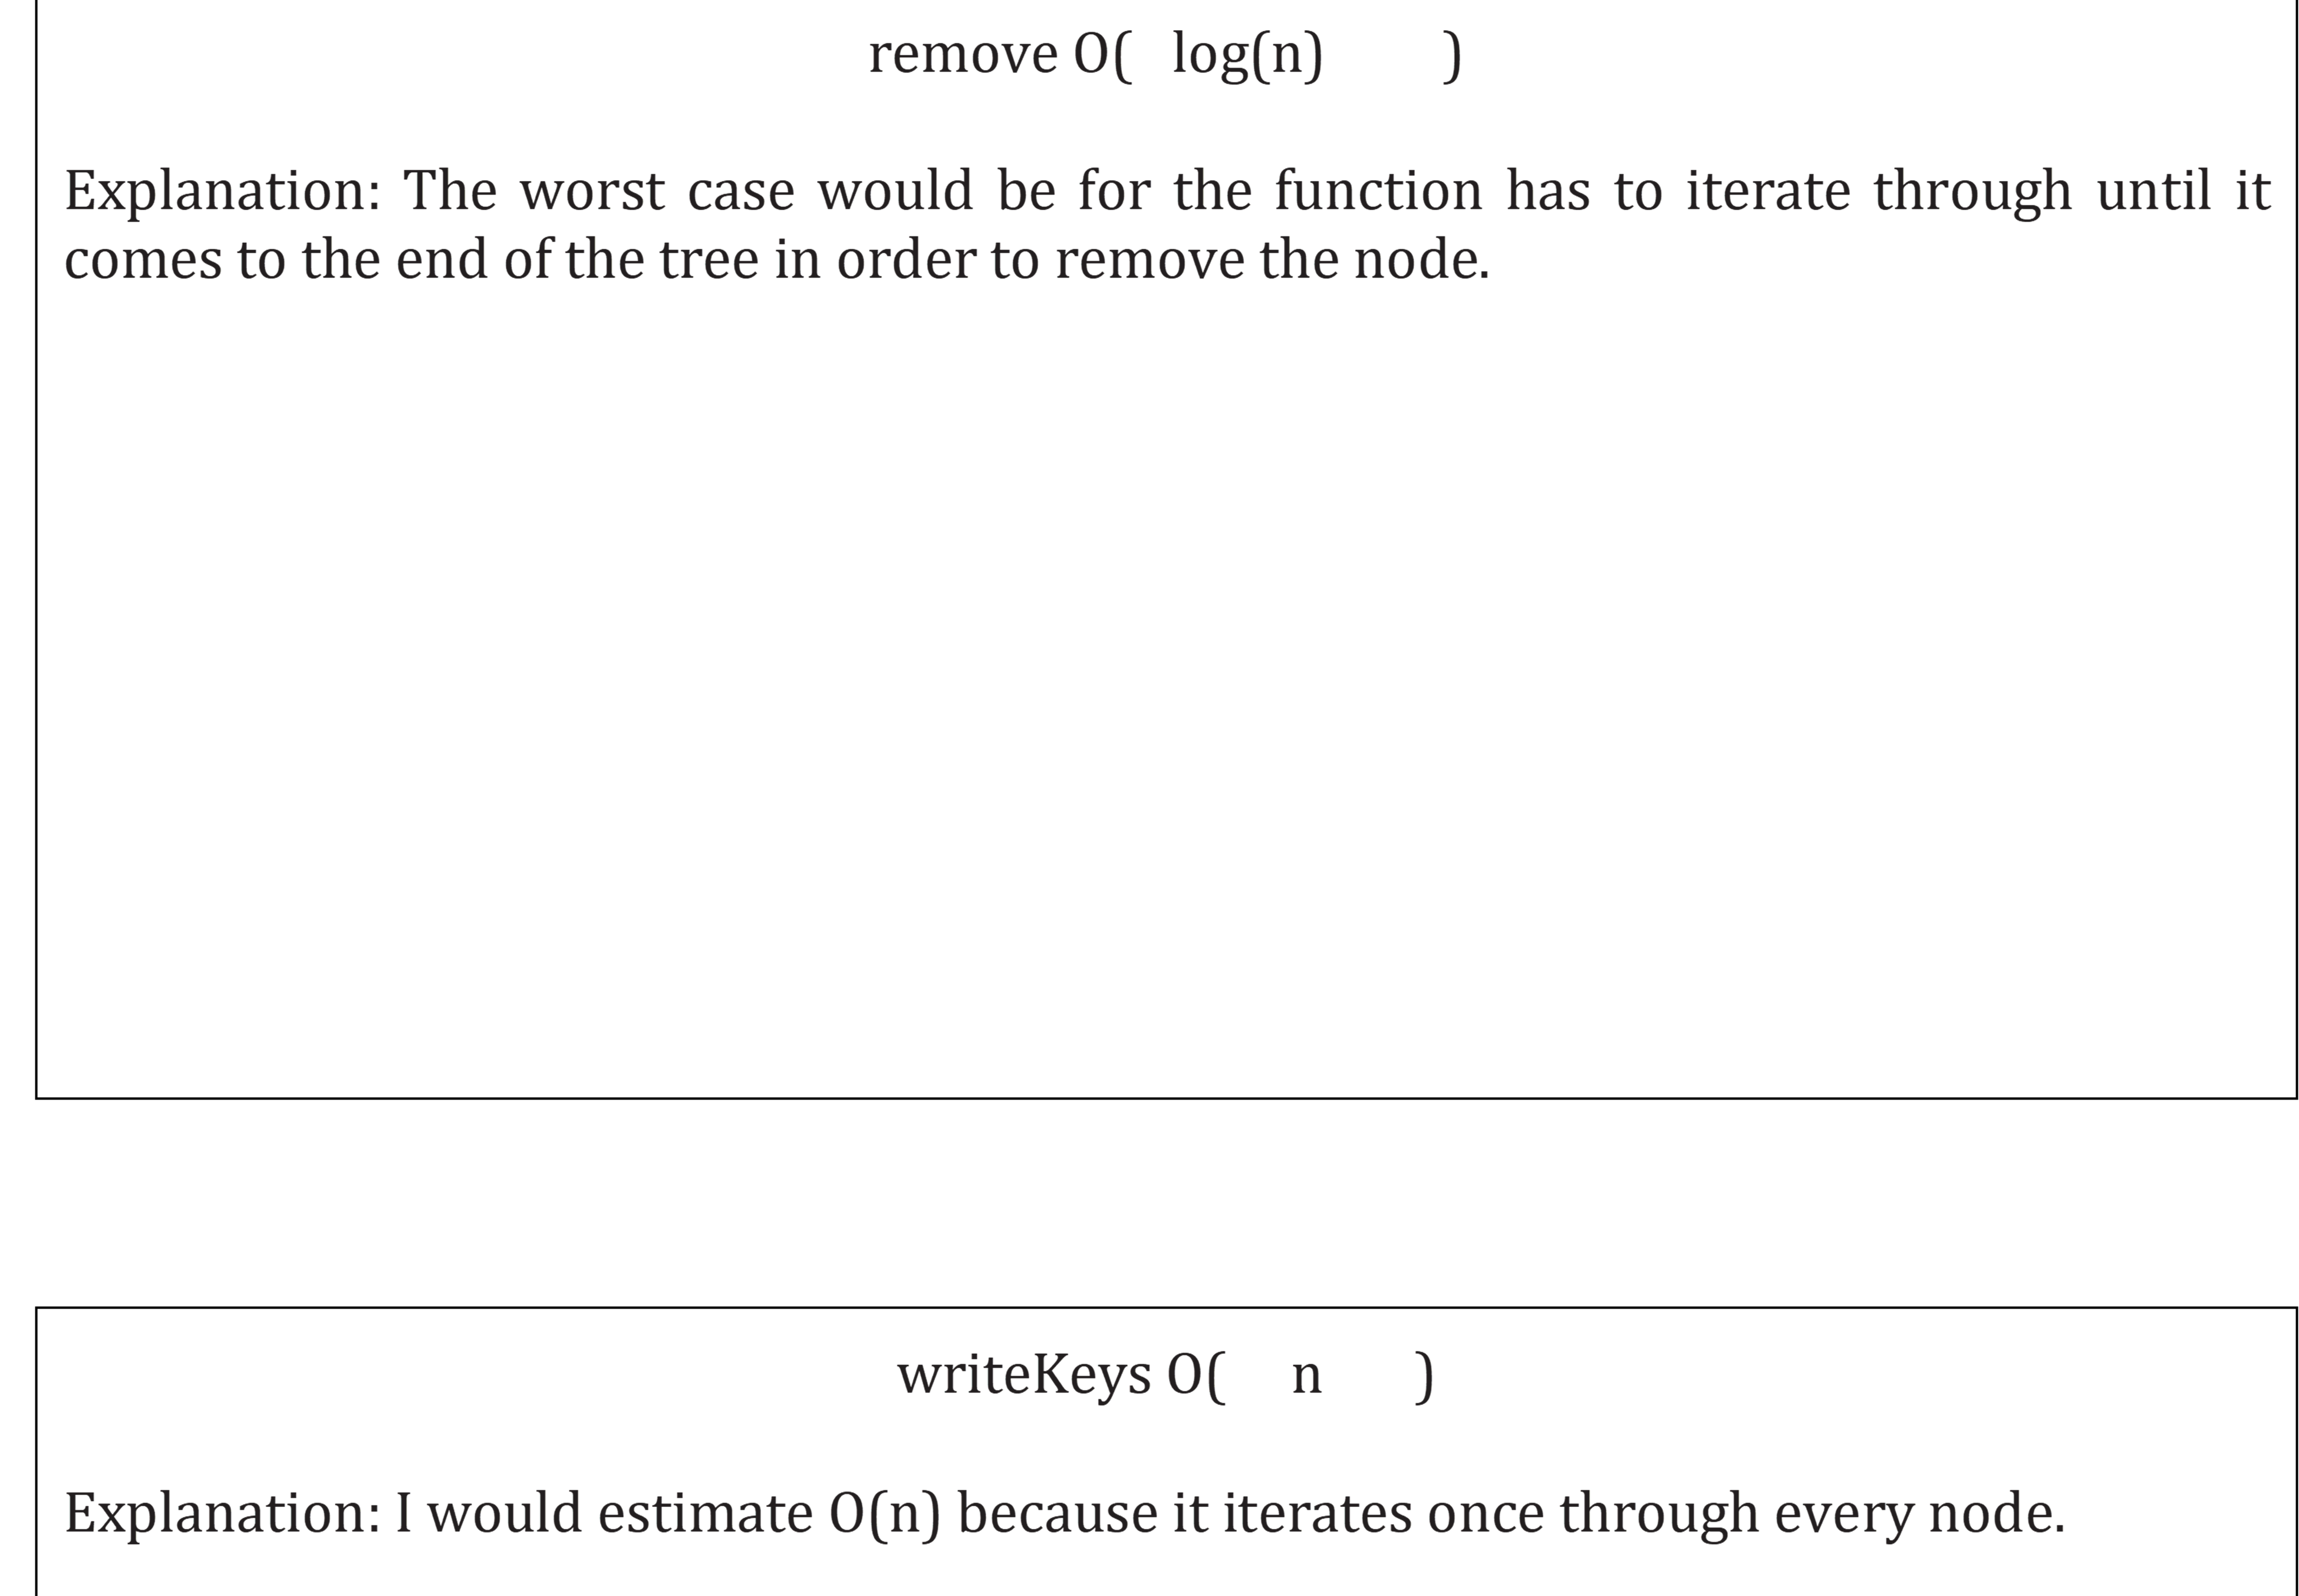 remove O( log(n) )
Explanation: The worst case would be for the function has to iterate through until it
comes to the end of the tree in order to remove the node.
writeKeys O( n )
Explanation: I would estimate O(n) because it iterates once through every node.